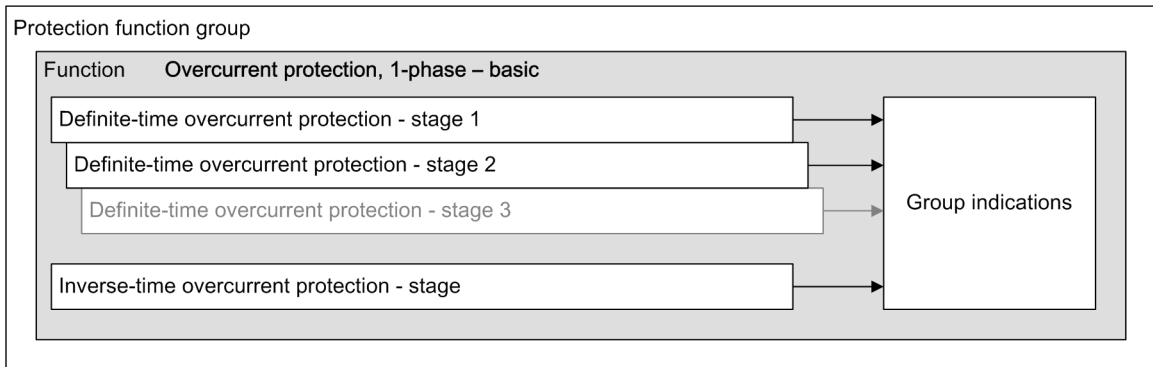 Protection function group
Function Overcurrent protection, 1-phase – basic
Definite-time overcurrent protection - stage 1
Definite-time overcurrent protection - stage 2
Definite-time overcurrent protection - stage 3
Group indications
Inverse-time overcurrent protection - stage